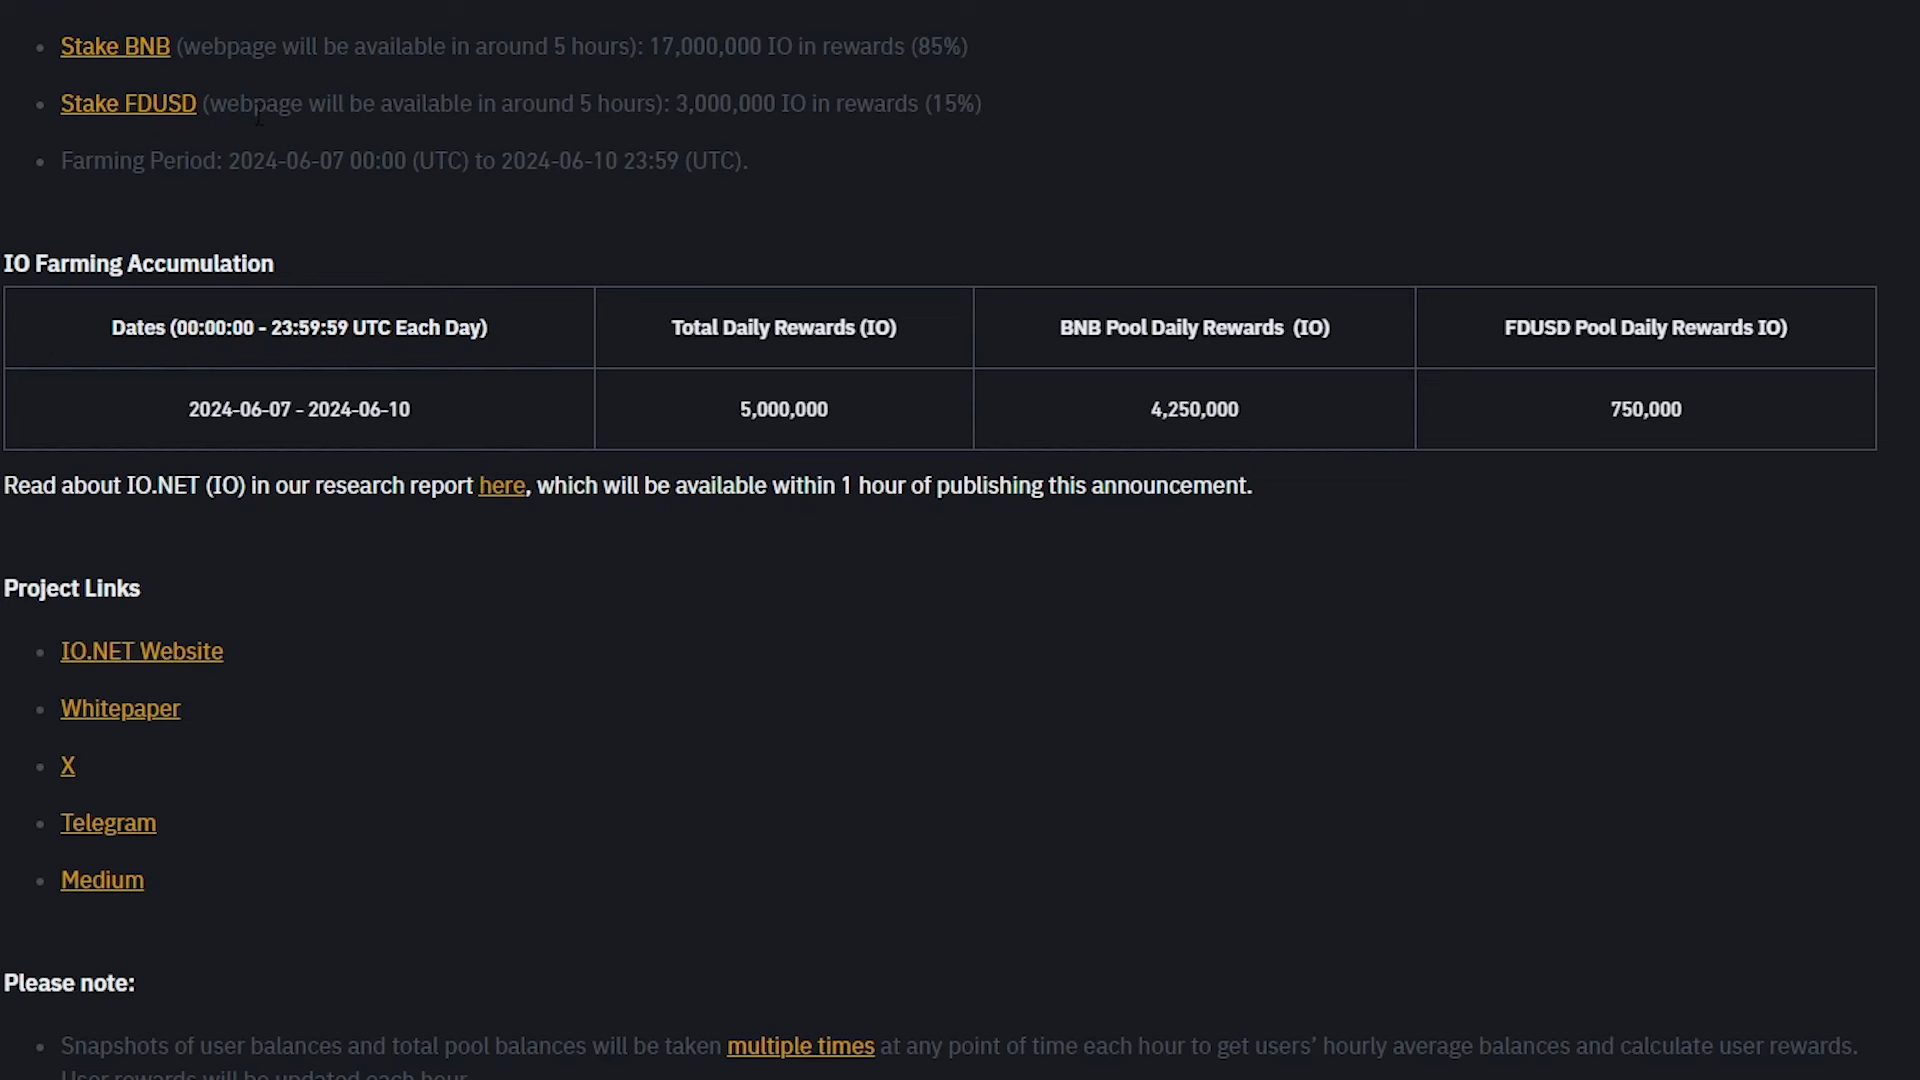 Stake BNB (webpage will be available in around 5 hours): 17,000,000 IO in rewards (85%)
Stake FDUSD (webpage will be available in around 5 hours): 3,000,000 IO in rewards (15%)
Farming Period: 2024-06-07 00:00 (UTC) to 2024-06-10 23:59 (UTC).
IO Farming Accumulation
Dates (00:00:00 - 23:59:59 UTC Each Day) Total Daily Rewards (IO) BNB Pool Daily Rewards (IO) FDUSD Pool Daily Rewards IO)
2024-06-07 - 2024-06-10 5,000,000 4,250,000 750,000
Read about IO.NET (IO) in our research report here, which will be available within 1 hour of publishing this announcement.
Project Links
IO.NET Website
Whitepaper
X
Telegram
Medium
Please note:
Snapshots of user balances and total pool balances will be taken multiple times at any point of time each hour to get users’ hourly average balances and calculate user rewards.
User rewards will be updated each hour.